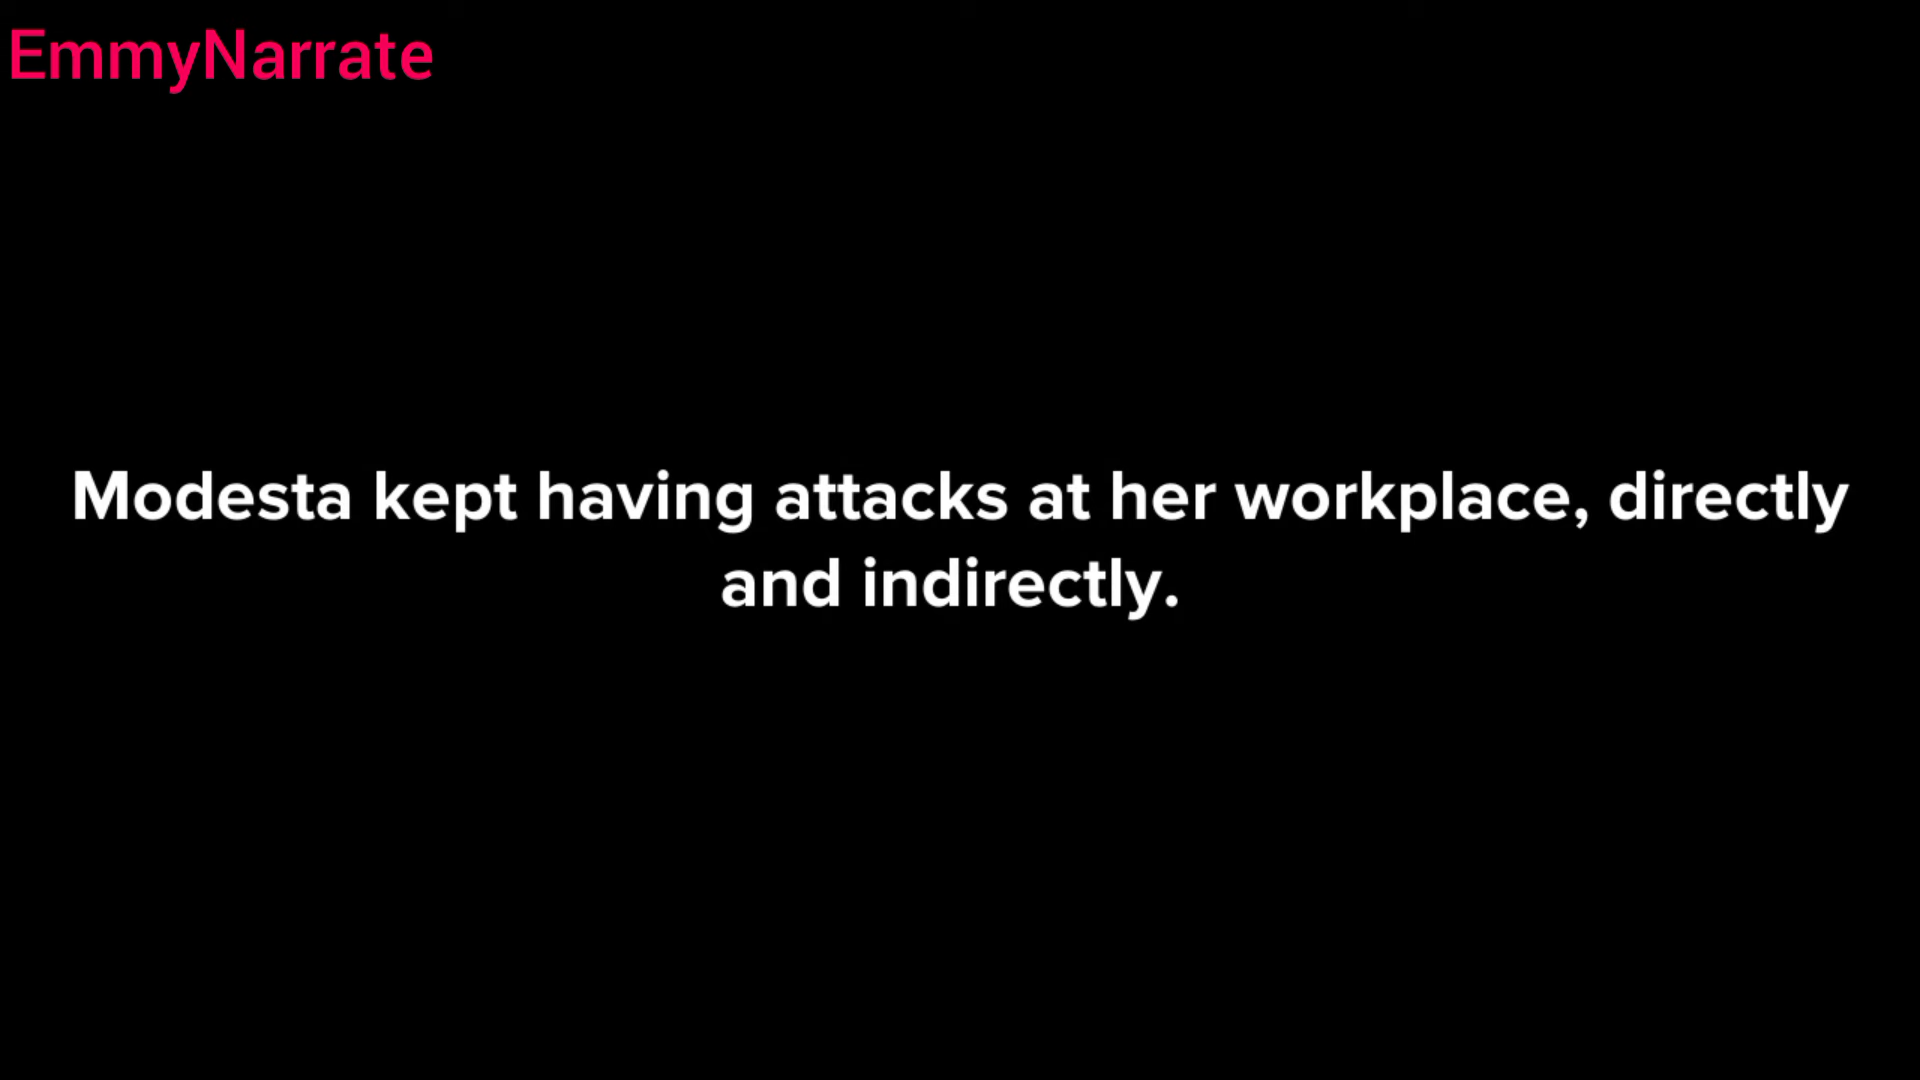 EmmyNarrate
Modesta kept having attacks at her workplace, directly
and indirectly.